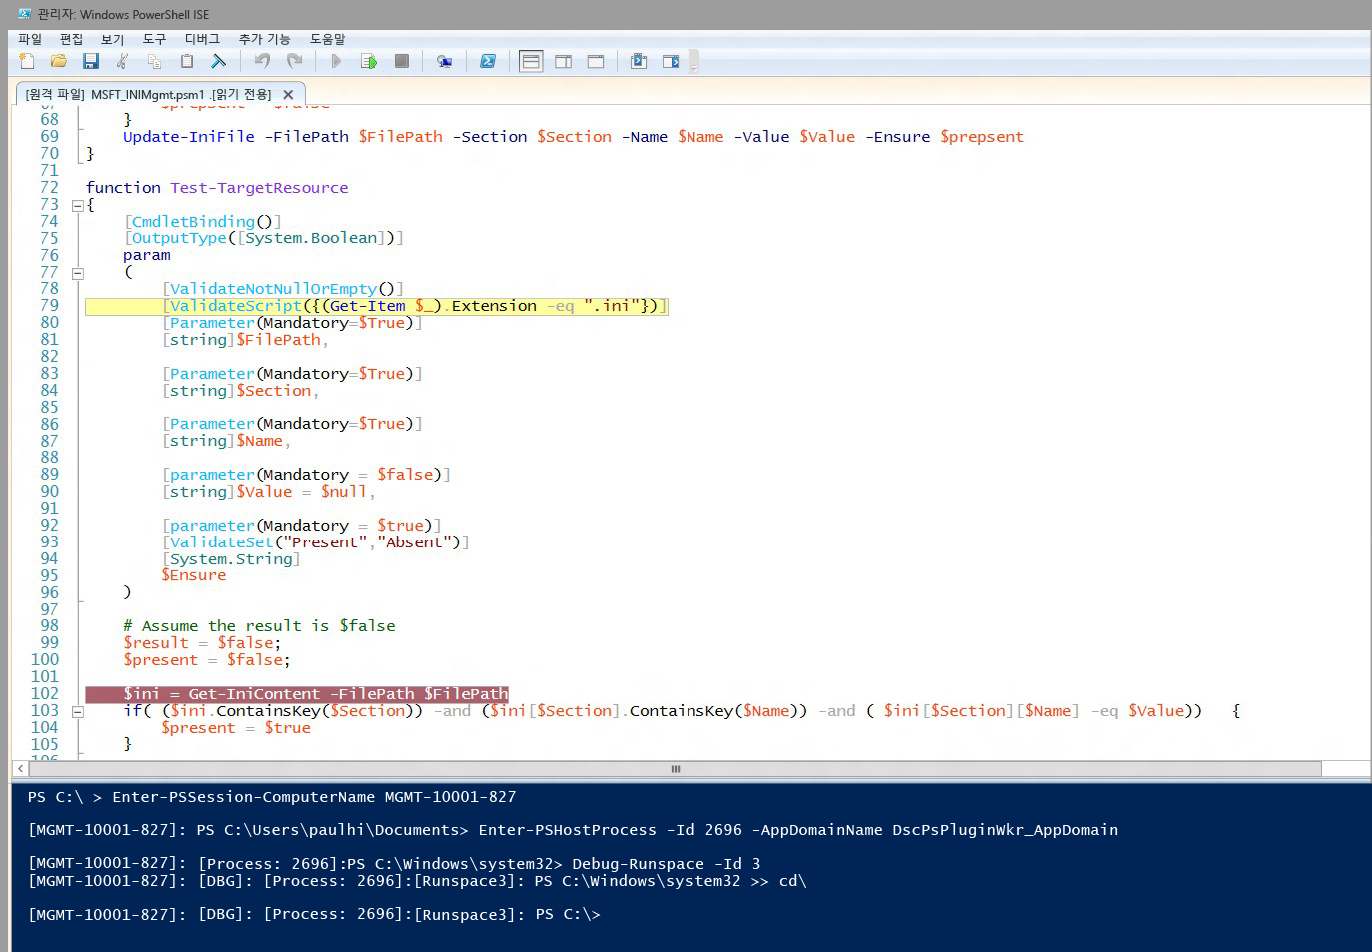 관리자: Windows PowerShell ISE
파일 편집 보기 도구 디버그 추가 기능 도움말
[원격 파일] MSFT_INIMgmt.psm1 .[읽기 전용]
67 $prepsent = $false
68 }
69 Update-IniFile -FilePath $FilePath -Section $Section -Name $Name -Value $Value -Ensure $prepsent
70 }
71
72 function Test-TargetResource
73 {
74 [CmdletBinding()]
75 [OutputType([System.Boolean])]
76 param
77 (
78 [ValidateNotNullOrEmpty()]
79 [ValidateScript({(Get-Item $_).Extension -eq ".ini"})]
80 [Parameter(Mandatory=$True)]
81 [string]$FilePath,
82
83 [Parameter(Mandatory=$True)]
84 [string]$Section,
85
86 [Parameter(Mandatory=$True)]
87 [string]$Name,
88
89 [parameter(Mandatory = $false)]
90 [string]$Value = $null,
91
92 [parameter(Mandatory = $true)]
93 [ValidateSet("Present","Absent")]
94 [System.String]
95 $Ensure
96 )
97
98 # Assume the result is $false
99 $result = $false;
100 $present = $false;
101
102 $ini = Get-IniContent -FilePath $FilePath
103 if( ($ini.ContainsKey($Section)) -and ($ini[$Section].ContainsKey($Name)) -and ( $ini[$Section][$Name] -eq $Value)) {
104 $present = $true
105 }
106
PS C:\ > Enter-PSSession-ComputerName MGMT-10001-827
[MGMT-10001-827]: PS C:\Users\paulhi\Documents> Enter-PSHostProcess -Id 2696 -AppDomainName DscPsPluginWkr_AppDomain
[MGMT-10001-827]: [Process: 2696]:PS C:\Windows\system32> Debug-Runspace -Id 3
[MGMT-10001-827]: [DBG]: [Process: 2696]:[Runspace3]: PS C:\Windows\system32 >> cd\
[MGMT-10001-827]: [DBG]: [Process: 2696]:[Runspace3]: PS C:\>